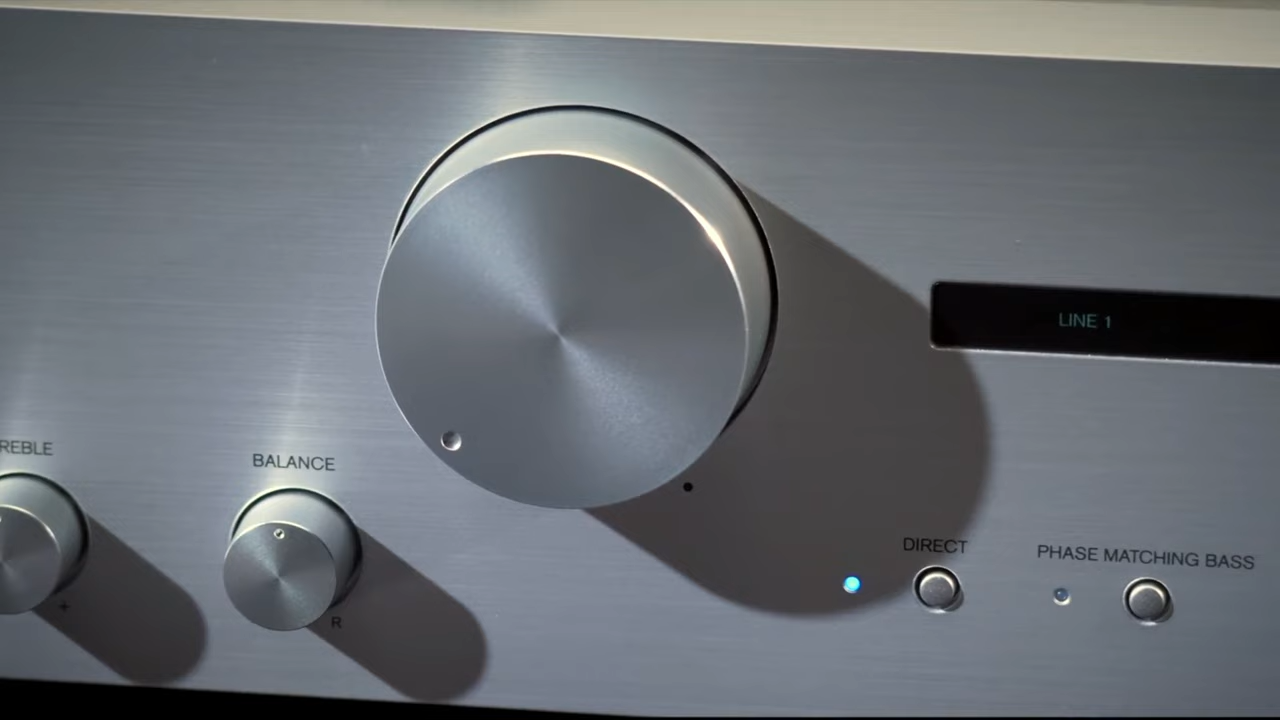 LINE 1
REBLE
BALANCE
DIRECT
PHASE MATCHING BASS
+
R